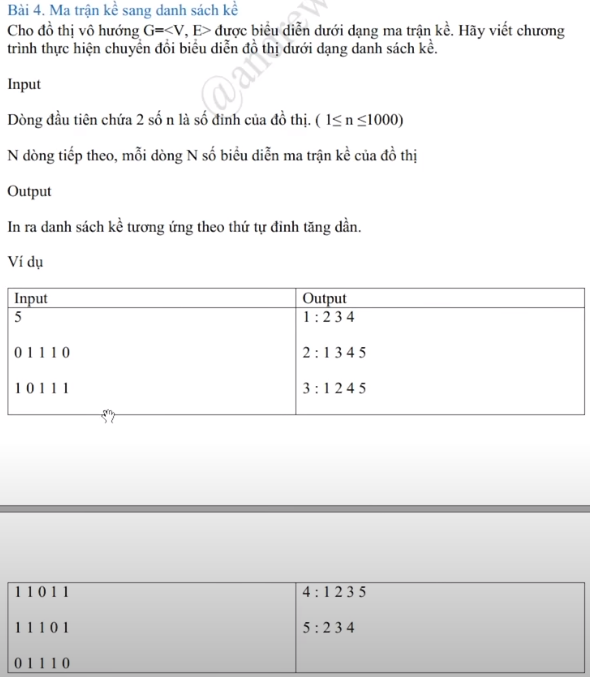 Bài 4. Ma trận kề sang danh sách kề
Cho đồ thị vô hướng G=<V, E> được biểu diễn dưới dạng ma trận kề. Hãy viết chương
trình thực hiện chuyển đổi biểu diễn đồ thị dưới dạng danh sách kề.
Input
Dòng đầu tiên chứa 2 số n là số đỉnh của đồ thị. ( 1≤ n ≤1000)
N dòng tiếp theo, mỗi dòng N số biểu diễn ma trận kề của đồ thị
Output
In ra danh sách kề tương ứng theo thứ tự đỉnh tăng dần.
Ví dụ
Input Output
5 1 : 2 3 4
0 1 1 1 0 2 : 1 3 4 5
1 0 1 1 1 3 : 1 2 4 5
1 1 0 1 1 4 : 1 2 3 5
1 1 1 0 1 5 : 2 3 4
0 1 1 1 0
@andrew